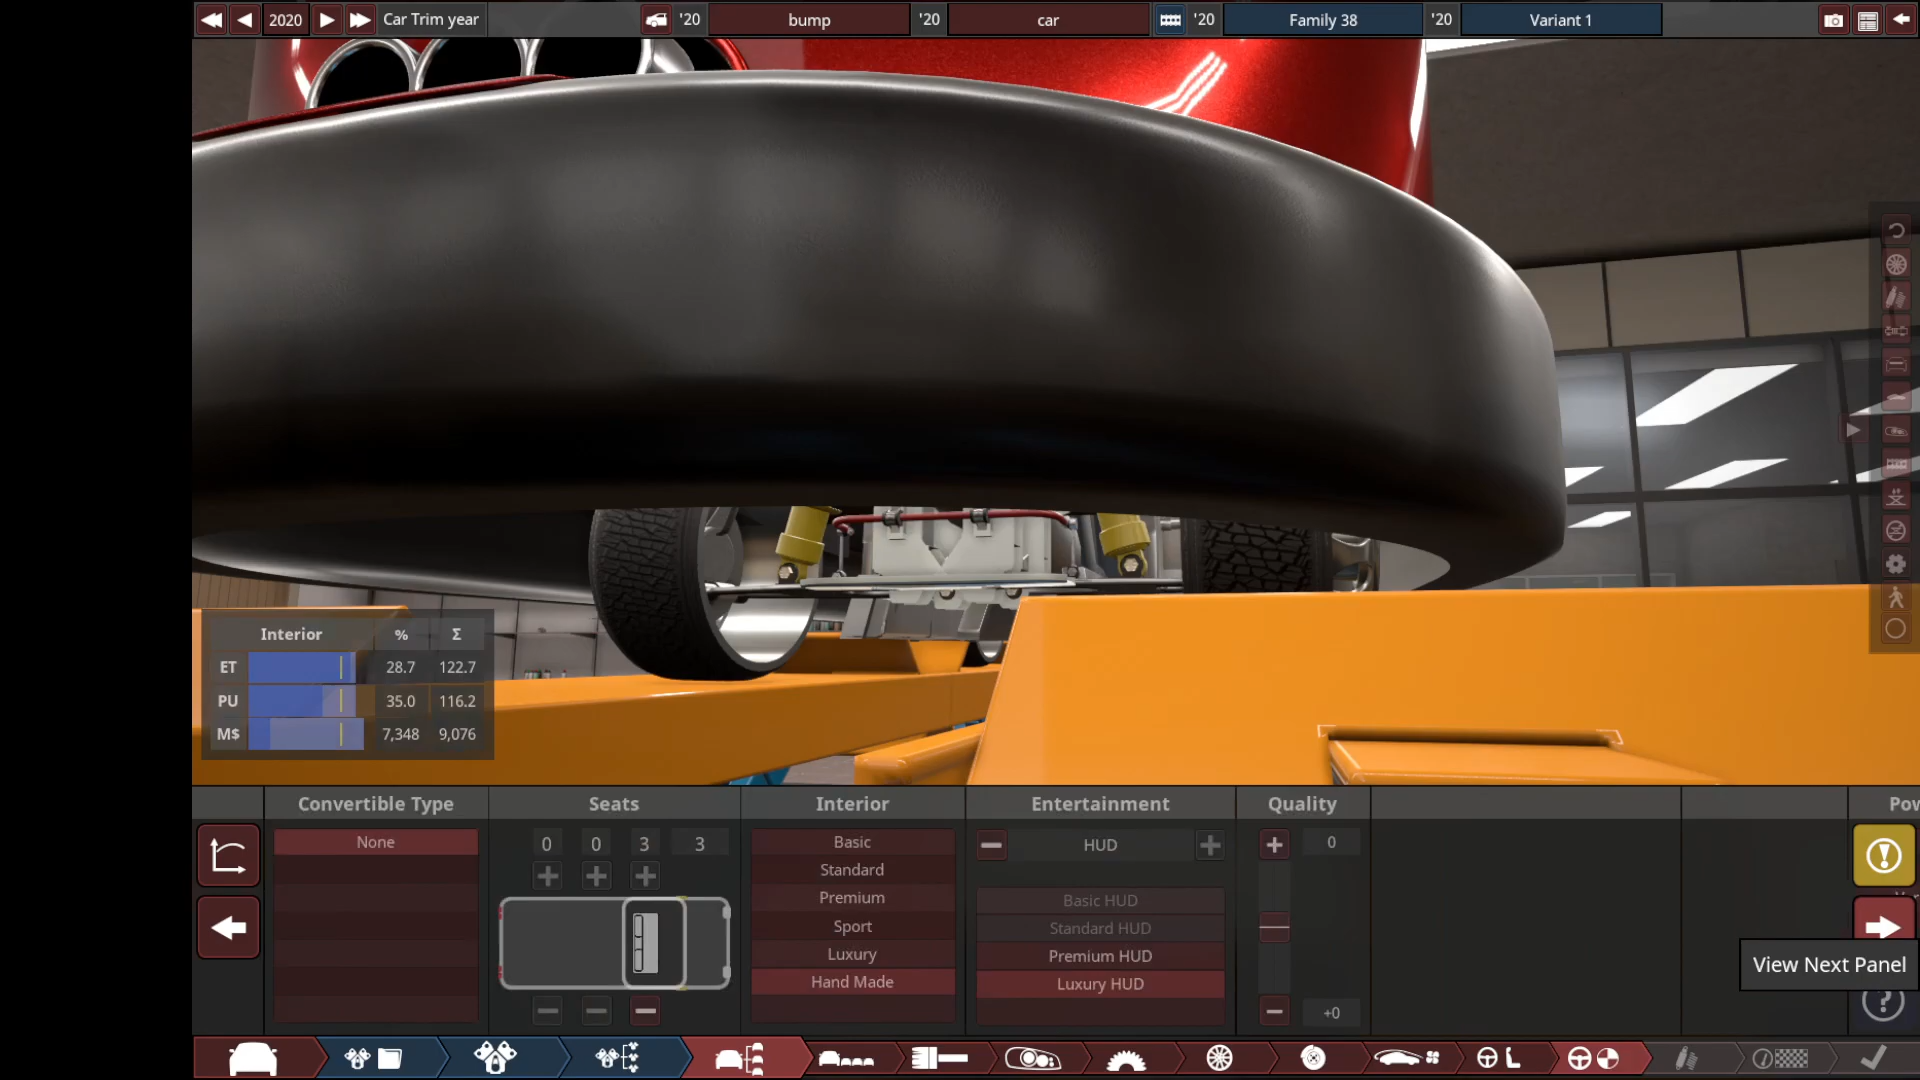 2020 Car Trim year '20 bump '20 car '20 Family 38 '20 Variant 1
Interior % Σ
ET 28.7 122.7
PU 35.0 116.2
M$ 7,348 9,076
Convertible Type Seats Interior Entertainment Quality Pow
None
0 0 3 3
Basic
Standard
Premium
Sport
Luxury
Hand Made
HUD
Basic HUD
Standard HUD
Premium HUD
Luxury HUD
0
+0
View Next Panel